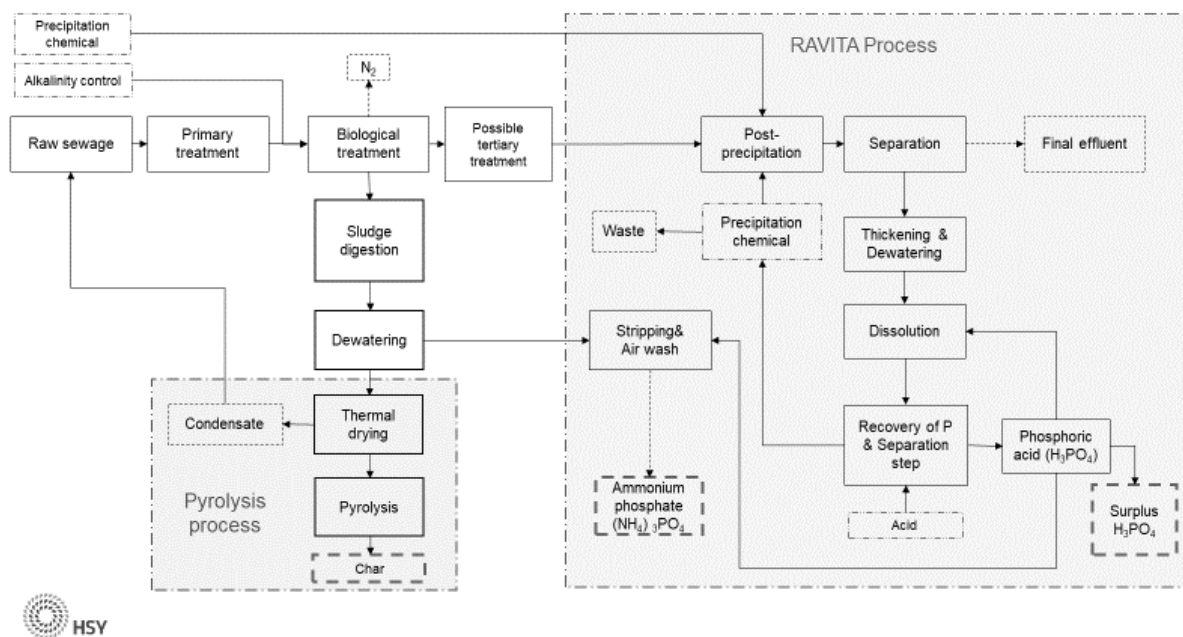 Precipitation
chemical
RAVITA Process
Alkalinity control
N₂
Raw sewage
Primary
treatment
Biological
treatment
Possible
tertiary
treatment
Post-
precipitation
Separation
Final effluent
Sludge
digestion
Waste
Precipitation
chemical
Thickening &
Dewatering
Dewatering
Stripping&
Air wash
Dissolution
Condensate
Thermal
drying
Recovery of P
& Separation
step
Phosphoric
acid (H₃PO₄)
Pyrolysis
process
Pyrolysis
Ammonium
phosphate
(NH₄) ₃PO₄
Surplus
H₃PO₄
Acid
Char
HSY